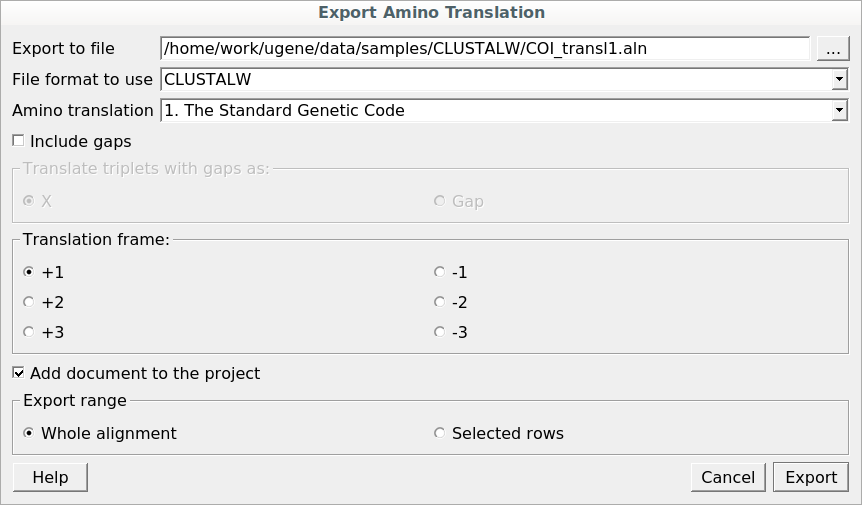 Export Amino Translation
Export to file /home/work/ugene/data/samples/CLUSTALW/COI_transl1.aln ...
File format to use CLUSTALW
Amino translation 1. The Standard Genetic Code
Include gaps
Translate triplets with gaps as:
X Gap
Translation frame:
+1 -1
+2 -2
+3 -3
Add document to the project
Export range
Whole alignment Selected rows
Help Cancel Export